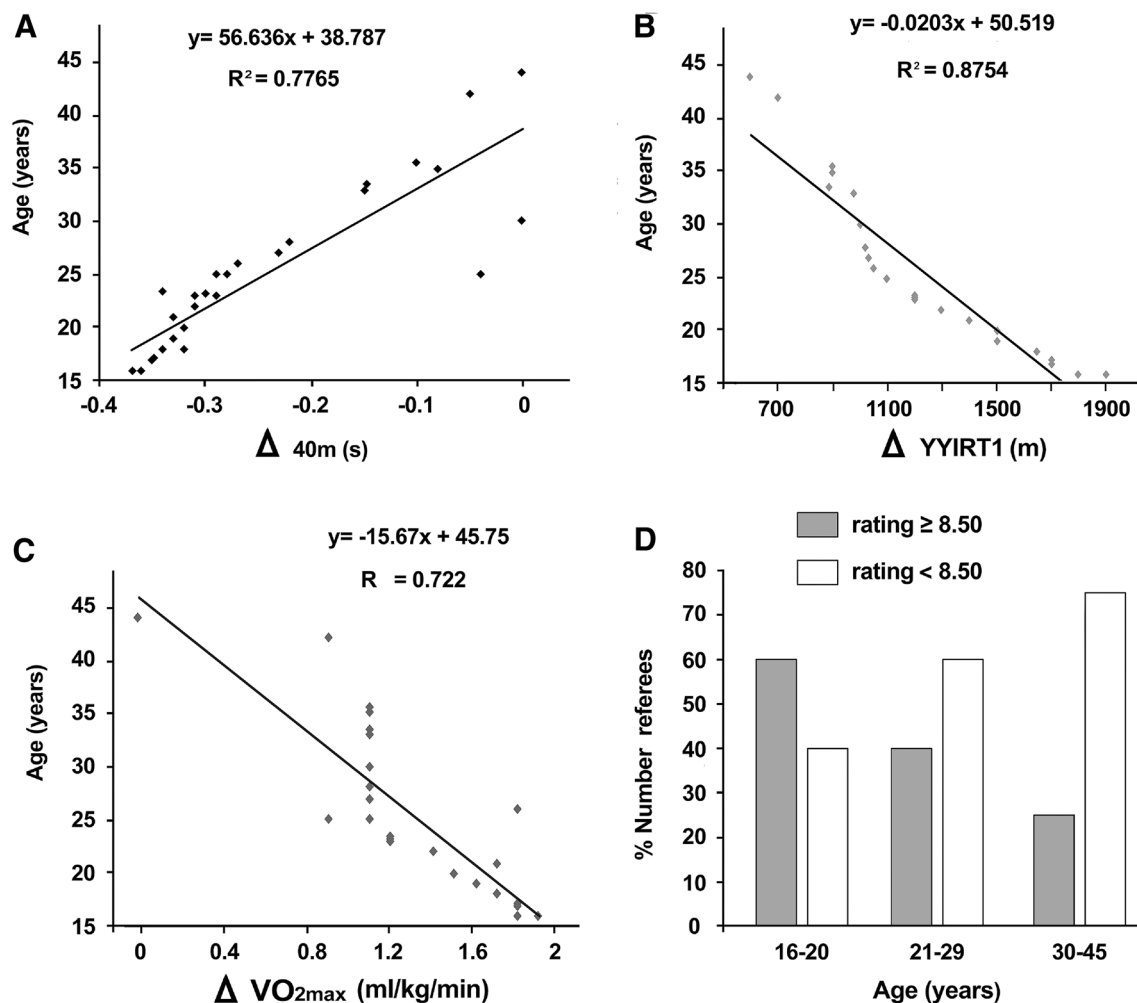 A
y= 56.636x + 38.787
R² = 0.7765
Age (years)
45
40
35
30
25
20
15
-0.4 -0.3 -0.2 -0.1 0
Δ 40m (s)
B
y= -0.0203x + 50.519
R² = 0.8754
Age (years)
45
40
35
30
25
20
15
700 1100 1500 1900
Δ YYIRT1 (m)
C
y= -15.67x + 45.75
R = 0.722
Age (years)
45
40
35
30
25
20
15
0 0.4 0.8 1.2 1.6 2
Δ VO2max (ml/kg/min)
D
rating ≥ 8.50
rating < 8.50
% Number referees
80
70
60
50
40
30
20
10
0
16-20 21-29 30-45
Age (years)